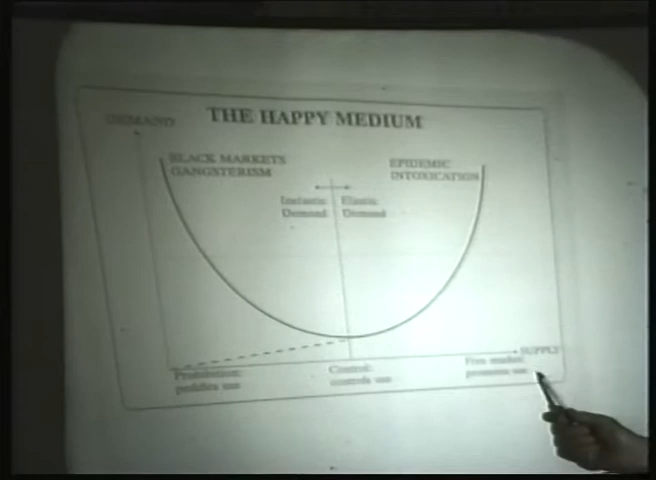 THE HAPPY MEDIUM
DEMAND
BLACK MARKETS
GANGSTERISM
EPIDEMIC
INTOXICATION
Inelastic
Demand
Elastic
Demand
SUPPLY
Prohibition:
prolifics use
Control:
controls use
Free market:
promotes use